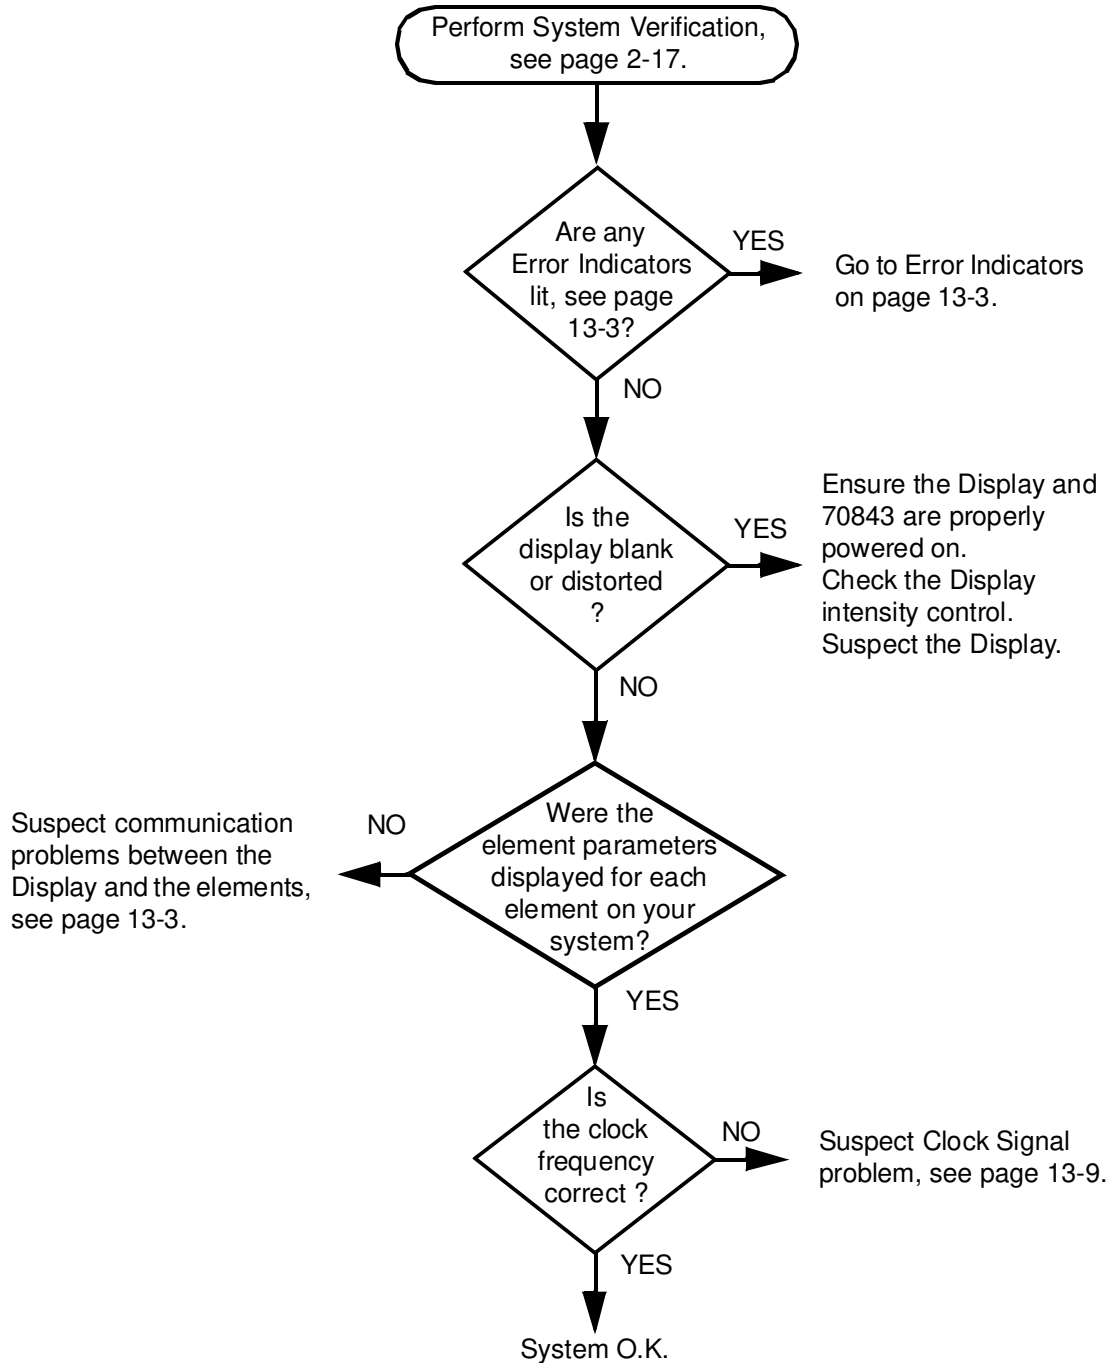 Perform System Verification,
see page 2-17.
Are any
Error Indicators
lit, see page
13-3?
YES
Go to Error Indicators
on page 13-3.
NO
Is the
display blank
or distorted
?
YES
Ensure the Display and
70843 are properly
powered on.
Check the Display
intensity control.
Suspect the Display.
NO
Were the
element parameters
displayed for each
element on your
system?
NO
Suspect communication
problems between the
Display and the elements,
see page 13-3.
YES
Is
the clock
frequency
correct ?
NO
Suspect Clock Signal
problem, see page 13-9.
YES
System O.K.